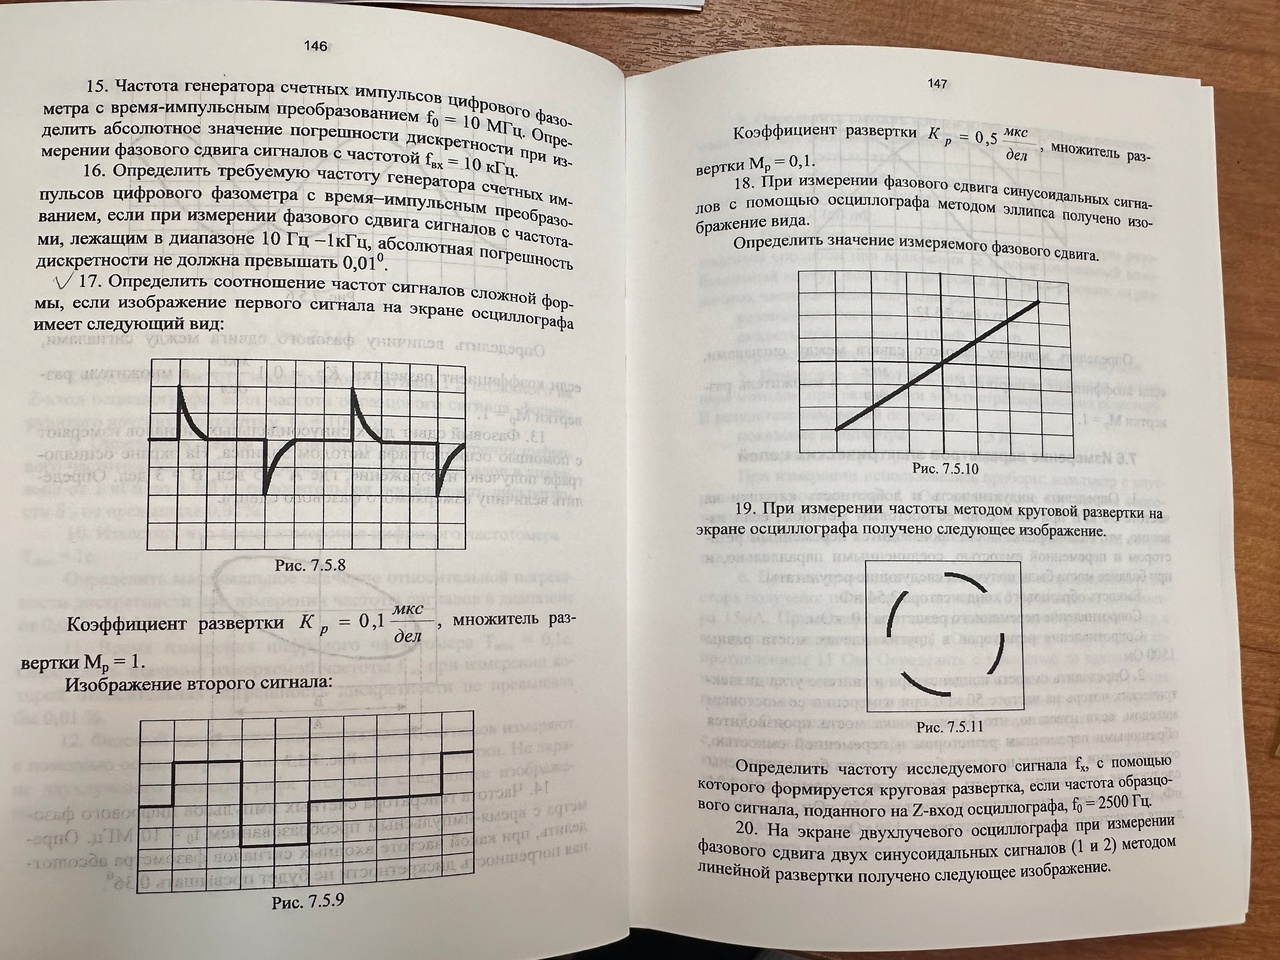 146
15. Частота генератора счетных импульсов цифрового фазо-
метра с время-импульсным преобразованием f₀ = 10 МГц. Опре-
делить абсолютное значение погрешности дискретности при из-
мерении фазового сдвига сигналов с частотой fвх = 10 кГц.
16. Определить требуемую частоту генератора счетных им-
пульсов цифрового фазометра с время–импульсным преобразо-
ванием, если при измерении фазового сдвига сигналов с частота-
ми, лежащим в диапазоне 10 Гц –1кГц, абсолютная погрешность
дискретности не должна превышать 0,01⁰.
√ 17. Определить соотношение частот сигналов сложной фор-
мы, если изображение первого сигнала на экране осциллографа
имеет следующий вид:
Рис. 7.5.8
Коэффициент развертки K р = 0,1 мкс/дел, множитель раз-
вертки Мр = 1.
Изображение второго сигнала:
Рис. 7.5.9
147
Коэффициент развертки K р = 0,5 мкс/дел, множитель раз-
вертки Мр = 0,1.
18. При измерении фазового сдвига синусоидальных сигна-
лов с помощью осциллографа методом эллипса получено изо-
бражение вида.
Определить значение измеряемого фазового сдвига.
Рис. 7.5.10
19. При измерении частоты методом круговой развертки на
экране осциллографа получено следующее изображение.
Рис. 7.5.11
Определить частоту исследуемого сигнала fх, с помощью
которого формируется круговая развертка, если частота образцо-
вого сигнала, поданного на Z-вход осциллографа, f₀ = 2500 Гц.
20. На экране двухлучевого осциллографа при измерении
фазового сдвига двух синусоидальных сигналов (1 и 2) методом
линейной развертки получено следующее изображение.